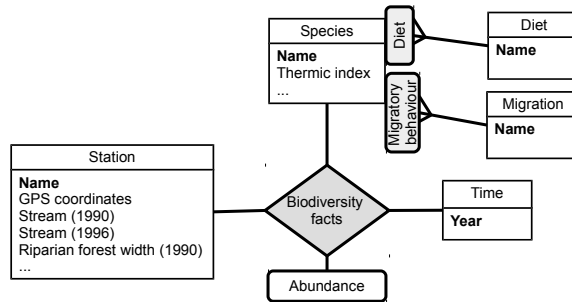 Species
Name
Thermic index
...
Diet
Diet
Name
Migratory
behaviour
Migration
Name
Station
Name
GPS coordinates
Stream (1990)
Stream (1996)
Riparian forest width (1990)
...
Biodiversity
facts
Time
Year
Abundance